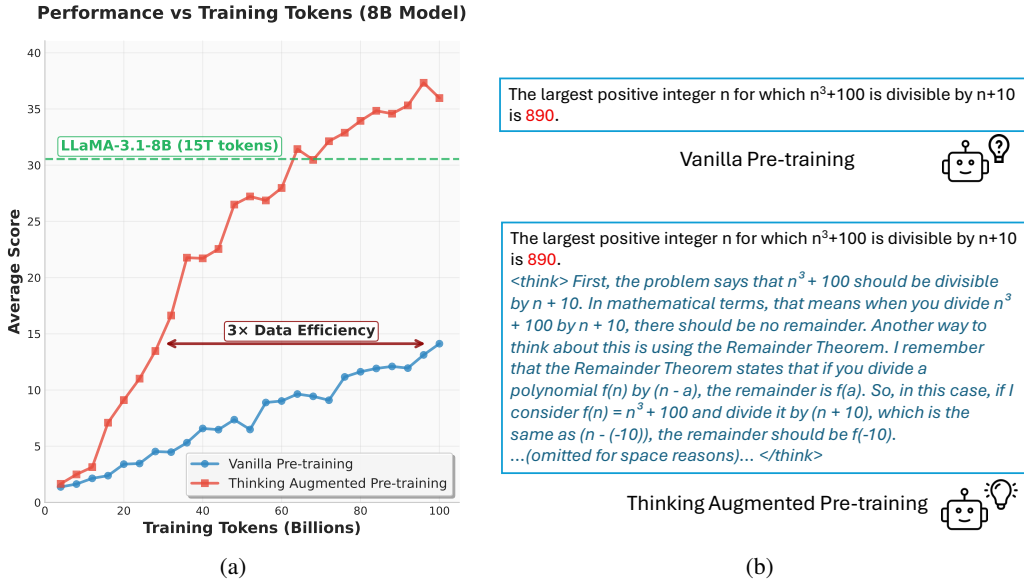 Performance vs Training Tokens (8B Model)
40
35
30
25
20
15
10
5
0
Average Score
LLaMA-3.1-8B (15T tokens)
3× Data Efficiency
Vanilla Pre-training
Thinking Augmented Pre-training
0 20 40 60 80 100
Training Tokens (Billions)
(a)
The largest positive integer n for which n³+100 is divisible by n+10
is 890.
Vanilla Pre-training
?
The largest positive integer n for which n³+100 is divisible by n+10
is 890.
<think> First, the problem says that n³ + 100 should be divisible
by n + 10. In mathematical terms, that means when you divide n³
+ 100 by n + 10, there should be no remainder. Another way to
think about this is using the Remainder Theorem. I remember
that the Remainder Theorem states that if you divide a
polynomial f(n) by (n - a), the remainder is f(a). So, in this case, if I
consider f(n) = n³ + 100 and divide it by (n + 10), which is the
same as (n - (-10)), the remainder should be f(-10).
...(omitted for space reasons)... </think>
Thinking Augmented Pre-training
(b)